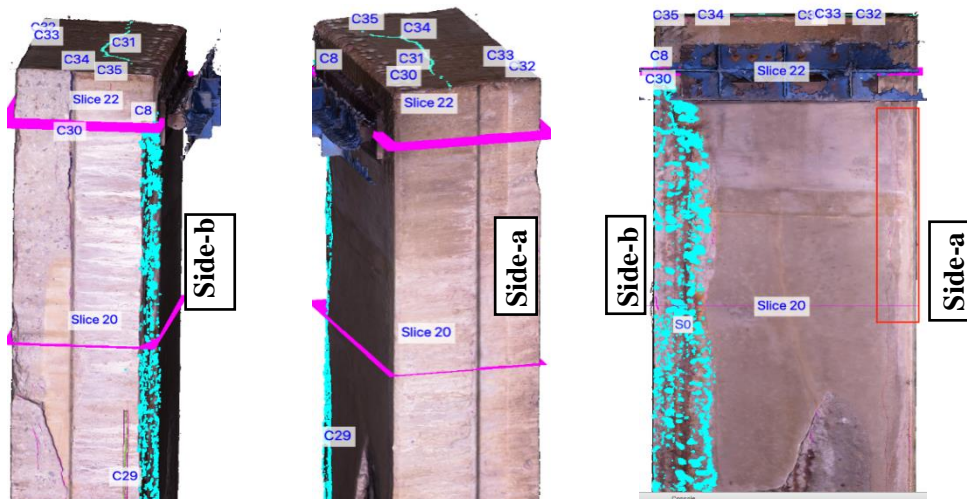 C33
C31
C34
C35
Slice 22
C8
C30
Slice 20
C29
Side-b
C35
C34
C8
C31
C33
C30
C32
Slice 22
Slice 20
C29
Side-a
C35
C34
C33
C32
C8
Slice 22
C30
Slice 20
S0
Side-b
Side-a